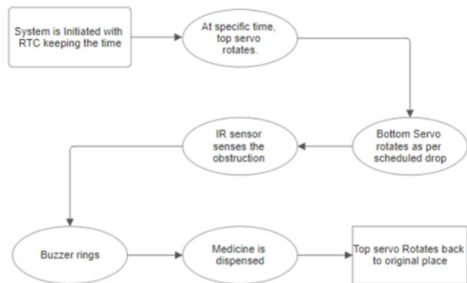 System is Initiated with
RTC keeping the time
At specific time,
top servo
rotates.
Bottom Servo
rotates as per
scheduled drop
IR sensor
senses the
obstruction
Buzzer rings
Medicine is
dispensed
Top servo Rotates back
to original place